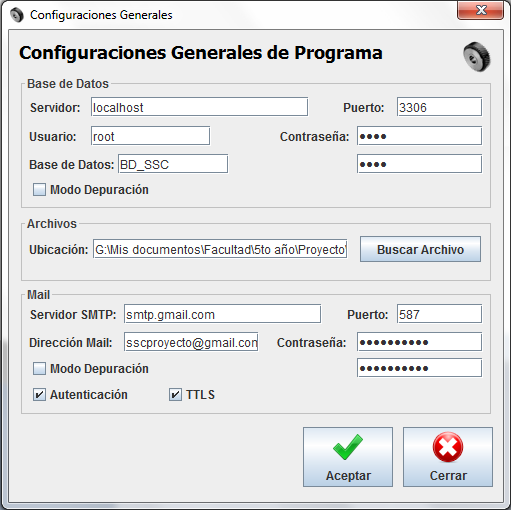 Configuraciones Generales
Configuraciones Generales de Programa
Base de Datos
Servidor: localhost Puerto: 3306
Usuario: root Contraseña: ••••
Base de Datos: BD_SSC ••••
Modo Depuración
Archivos
Ubicación: G:\Mis documentos\Facultad\5to año\Proyecto\ Buscar Archivo
Mail
Servidor SMTP: smtp.gmail.com Puerto: 587
Dirección Mail: sscproyecto@gmail.com Contraseña: ••••••••••
Modo Depuración ••••••••••
Autenticación TTLS
Aceptar Cerrar